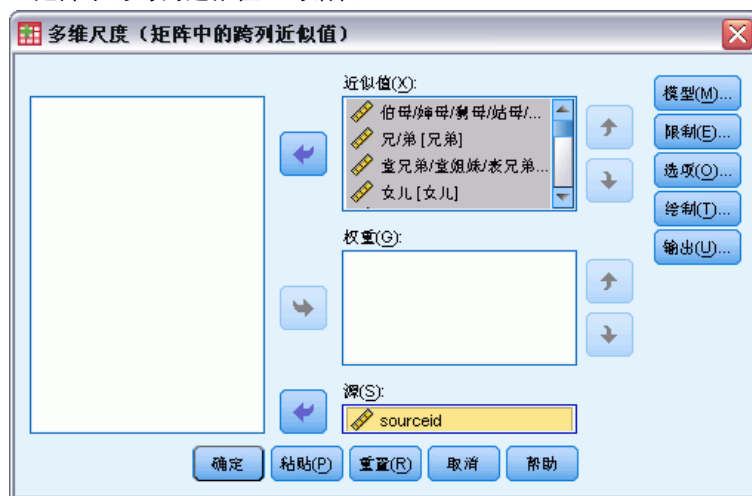 多维尺度（矩阵中的跨列近似值）
近似值(X):
伯母/婶母/舅母/姑母/...
兄/弟 [兄弟]
堂兄弟/堂姐妹/表兄弟...
女儿 [女儿]
权重(G):
源(S):
sourceid
模型(M)...
限制(E)...
选项(O)...
绘制(T)...
输出(U)...
确定
粘贴(P)
重置(R)
取消
帮助